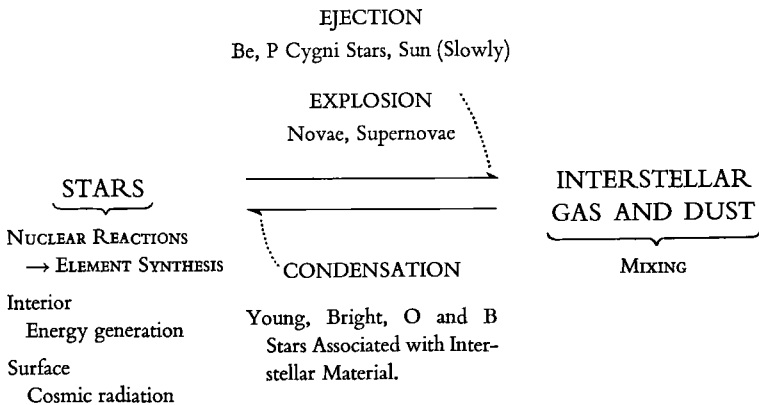 EJECTION
Be, P Cygni Stars, Sun (Slowly)
EXPLOSION
Novae, Supernovae
STARS
NUCLEAR REACTIONS
→ ELEMENT SYNTHESIS
Interior
Energy generation
Surface
Cosmic radiation
CONDENSATION
Young, Bright, O and B
Stars Associated with Inter-
stellar Material.
INTERSTELLAR
GAS AND DUST
MIXING